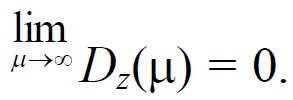 lim
μ→∞ D_z(μ) = 0.